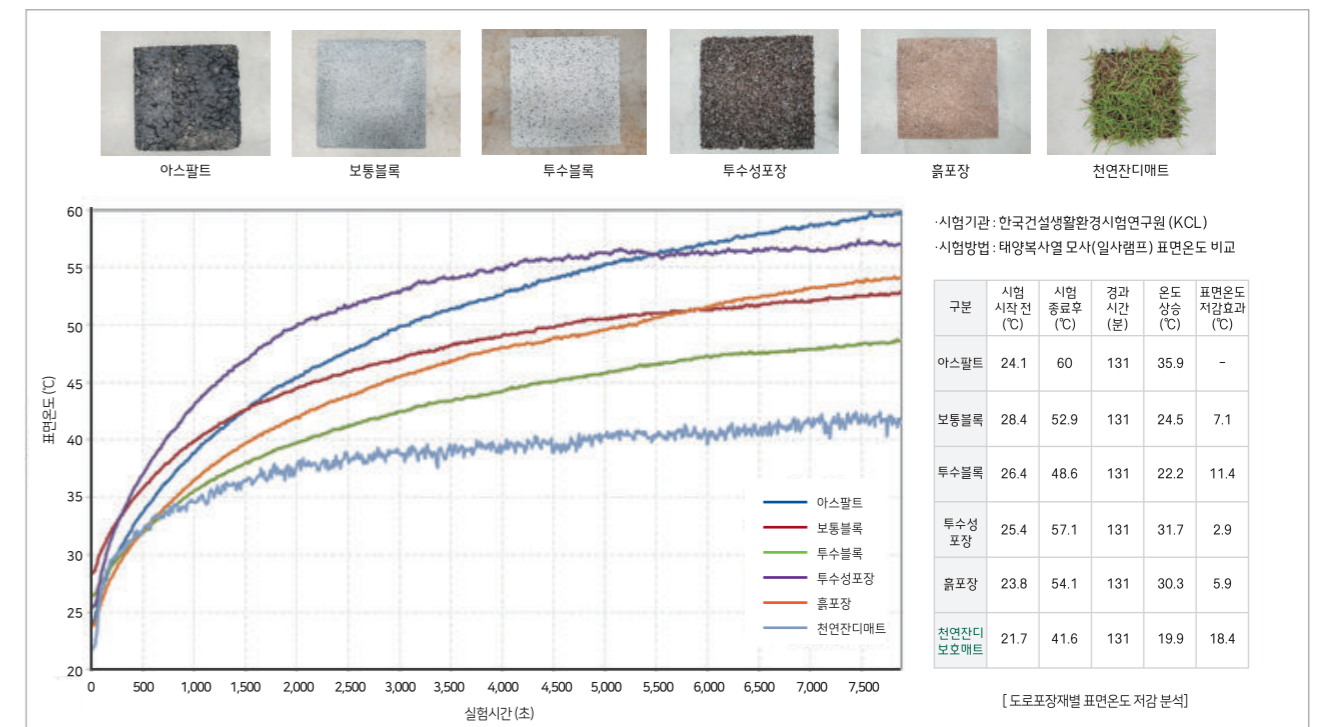 아스팔트
보통블록
투수블록
투수성포장
흙포장
천연잔디매트
60
55
50
45
40
35
30
25
20
표면온도 (℃)
0 500 1,000 1,500 2,000 2,500 3,000 3,500 4,000 4,500 5,000 5,500 6,000 6,500 7,000 7,500
실험시간 (초)
아스팔트
보통블록
투수블록
투수성포장
흙포장
천연잔디매트
·시험기관 : 한국건설생활환경시험연구원 (KCL)
·시험방법 : 태양복사열 모사(일사램프) 표면온도 비교
구분
시험
시작 전
(℃)
시험
종료후
(℃)
경과
시간
(분)
온도
상승
(℃)
표면온도
저감효과
(℃)
아스팔트 24.1 60 131 35.9 –
보통블록 28.4 52.9 131 24.5 7.1
투수블록 26.4 48.6 131 22.2 11.4
투수성
포장
25.4 57.1 131 31.7 2.9
흙포장 23.8 54.1 131 30.3 5.9
천연잔디
보호매트
21.7 41.6 131 19.9 18.4
[ 도로포장재별 표면온도 저감 분석]